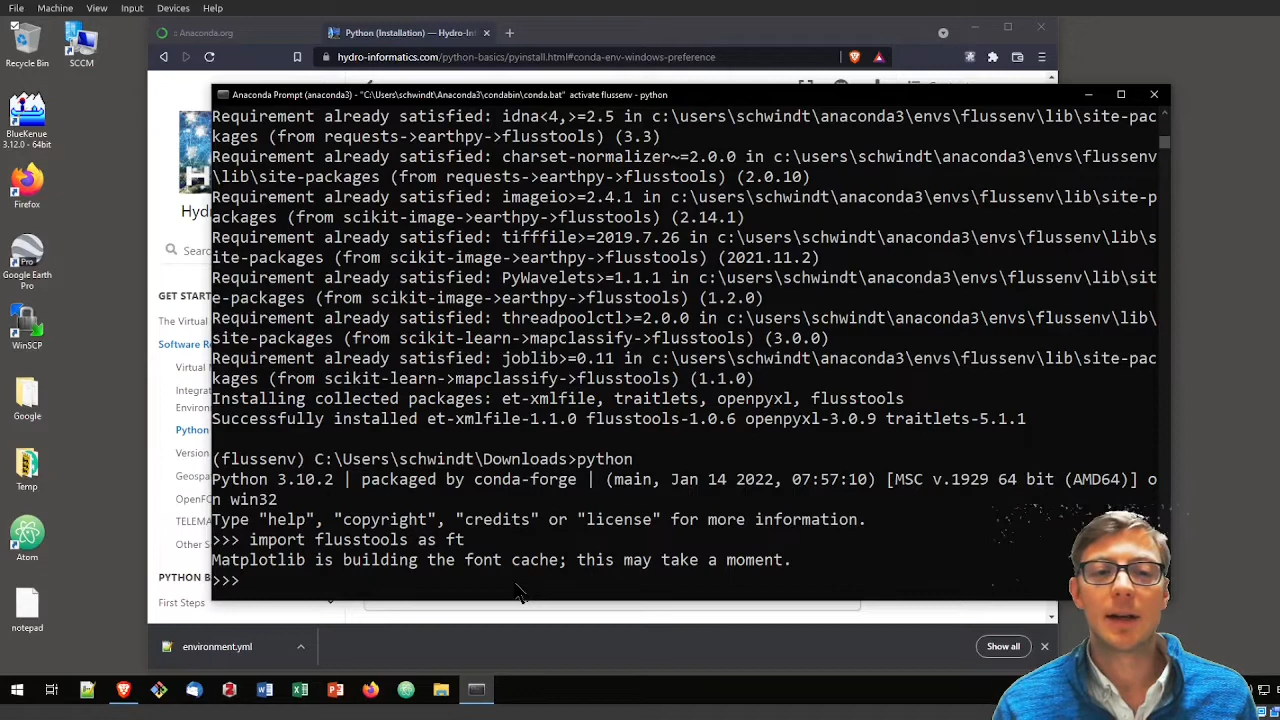 File Machine View Input Devices Help
Anaconda.org
Python (Installation) — Hydro-Inf
hydro-informatics.com/python-basics/pyinstall.html#conda-env-windows-preference
Recycle Bin
SCCM
BlueKenue 3.12.0 - 64bit
Firefox
Google Earth Pro
WinSCP
Google
Temp
Atom
notepad
H
Hydro
Search
GET START
The Virtual
Software Re
Virtual
Integrat
Environ
Python
Version
Geospa
OpenFO
TELEMA
Other S
PYTHON B
First Steps
Anaconda Prompt (anaconda3) - "C:\Users\schwindt\Anaconda3\condabin\conda.bat" activate flussenv - python
Requirement already satisfied: idna<4,>=2.5 in c:\users\schwindt\anaconda3\envs\flussenv\lib\site-pac
kages (from requests->earthpy->flusstools) (3.3)
Requirement already satisfied: charset-normalizer~=2.0.0 in c:\users\schwindt\anaconda3\envs\flussenv
\lib\site-packages (from requests->earthpy->flusstools) (2.0.10)
Requirement already satisfied: imageio>=2.4.1 in c:\users\schwindt\anaconda3\envs\flussenv\lib\site-p
ackages (from scikit-image->earthpy->flusstools) (2.14.1)
Requirement already satisfied: tifffile>=2019.7.26 in c:\users\schwindt\anaconda3\envs\flussenv\lib\s
ite-packages (from scikit-image->earthpy->flusstools) (2021.11.2)
Requirement already satisfied: PyWavelets>=1.1.1 in c:\users\schwindt\anaconda3\envs\flussenv\lib\sit
e-packages (from scikit-image->earthpy->flusstools) (1.2.0)
Requirement already satisfied: threadpoolctl>=2.0.0 in c:\users\schwindt\anaconda3\envs\flussenv\lib\
site-packages (from scikit-learn->mapclassify->flusstools) (3.0.0)
Requirement already satisfied: joblib>=0.11 in c:\users\schwindt\anaconda3\envs\flussenv\lib\site-pac
kages (from scikit-learn->mapclassify->flusstools) (1.1.0)
Installing collected packages: et-xmlfile, traitlets, openpyxl, flusstools
Successfully installed et-xmlfile-1.1.0 flusstools-1.0.6 openpyxl-3.0.9 traitlets-5.1.1
(flussenv) C:\Users\schwindt\Downloads>python
Python 3.10.2 | packaged by conda-forge | (main, Jan 14 2022, 07:57:10) [MSC v.1929 64 bit (AMD64)] o
n win32
Type "help", "copyright", "credits" or "license" for more information.
>>> import flusstools as ft
Matplotlib is building the font cache; this may take a moment.
>>>
environment.yml
Show all